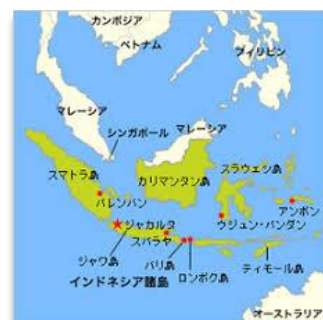 カンボジア
ベトナム
フィリピン
マレーシア
シンガポール
マレーシア
スマトラ島
カリマンタン島
スラウェシ島
パレンバン
アンボン
ジャカルタ
ウジュン・パンダン
スバラヤ
ジャワ島
バリ島
ロンボク島
ティモール島
インドネシア諸島
オーストラリア